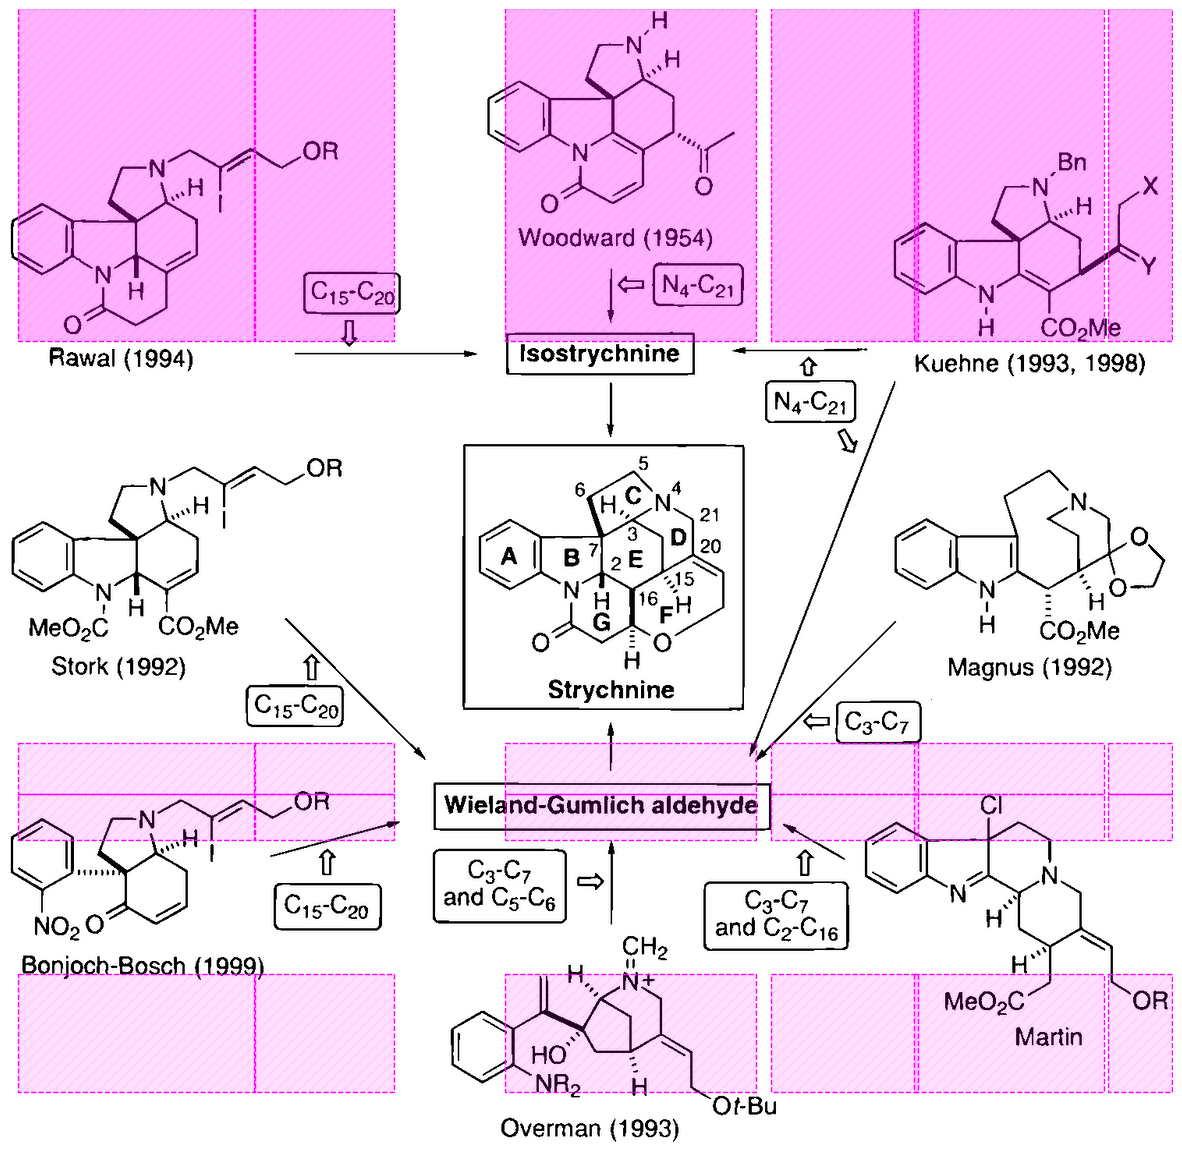 H
N
H
N
O
O
Woodward (1954)
N
OR
H
I
N
H
O
Rawal (1994)
C15-C20
N4-C21
N
Bn
H
X
Y
N
H
CO2Me
Kuehne (1993, 1998)
N4-C21
Isostrychnine
N
OR
H
I
N
H
MeO2C
CO2Me
Stork (1992)
C15-C20
5
6
H
C
N
4
3
21
D
20
A
B
7
E
2
15
N
H
16
H
G
F
O
O
H
Strychnine
N
O
O
N
H
H
CO2Me
Magnus (1992)
C3-C7
Wieland-Gumlich aldehyde
N
OR
H
I
NO2
O
Bonjoch-Bosch (1999)
C15-C20
C3-C7
and C5-C6
C3-C7
and C2-C16
Cl
N
N
H
H
MeO2C
OR
Martin
CH2
H
N+
HO
NR2
H
Ot-Bu
Overman (1993)